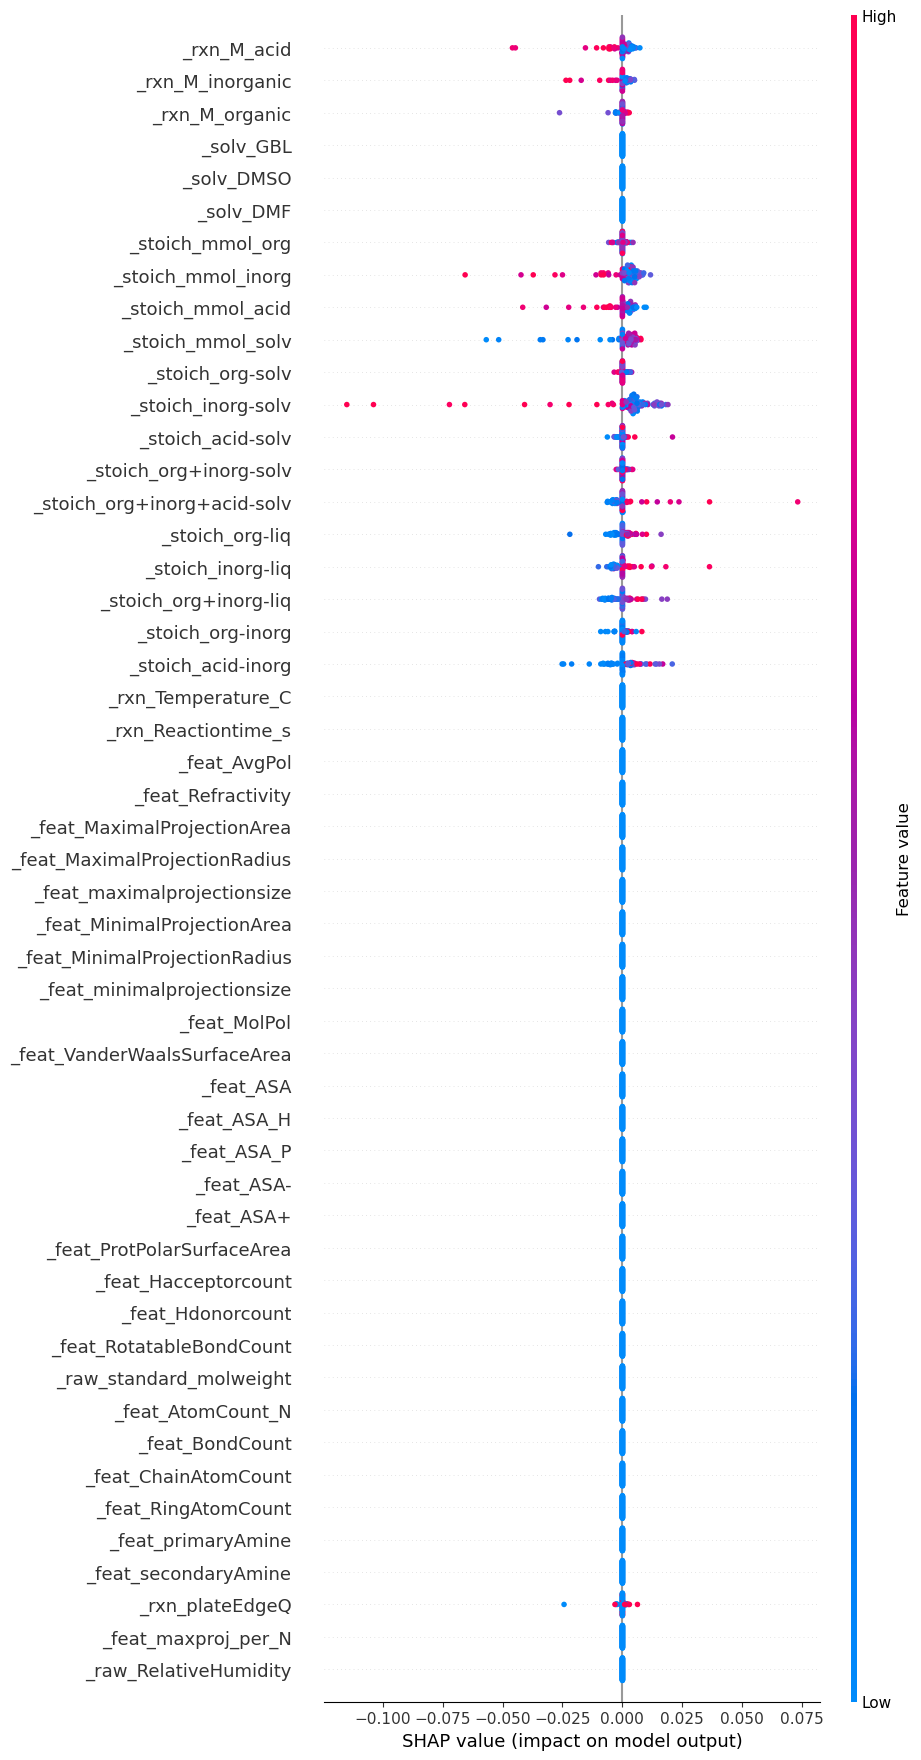 High
_rxn_M_acid
_rxn_M_inorganic
_rxn_M_organic
_solv_GBL
_solv_DMSO
_solv_DMF
_stoich_mmol_org
_stoich_mmol_inorg
_stoich_mmol_acid
_stoich_mmol_solv
_stoich_org-solv
_stoich_inorg-solv
_stoich_acid-solv
_stoich_org+inorg-solv
_stoich_org+inorg+acid-solv
_stoich_org-liq
_stoich_inorg-liq
_stoich_org+inorg-liq
_stoich_org-inorg
_stoich_acid-inorg
_rxn_Temperature_C
_rxn_Reactiontime_s
_feat_AvgPol
_feat_Refractivity
_feat_MaximalProjectionArea
_feat_MaximalProjectionRadius
_feat_maximalprojectionsize
_feat_MinimalProjectionArea
_feat_MinimalProjectionRadius
_feat_minimalprojectionsize
_feat_MolPol
_feat_VanderWaalsSurfaceArea
_feat_ASA
_feat_ASA_H
_feat_ASA_P
_feat_ASA-
_feat_ASA+
_feat_ProtPolarSurfaceArea
_feat_Hacceptorcount
_feat_Hdonorcount
_feat_RotatableBondCount
_raw_standard_molweight
_feat_AtomCount_N
_feat_BondCount
_feat_ChainAtomCount
_feat_RingAtomCount
_feat_primaryAmine
_feat_secondaryAmine
_rxn_plateEdgeQ
_feat_maxproj_per_N
_raw_RelativeHumidity
Feature value
Low
−0.100 −0.075 −0.050 −0.025 0.000 0.025 0.050 0.075
SHAP value (impact on model output)